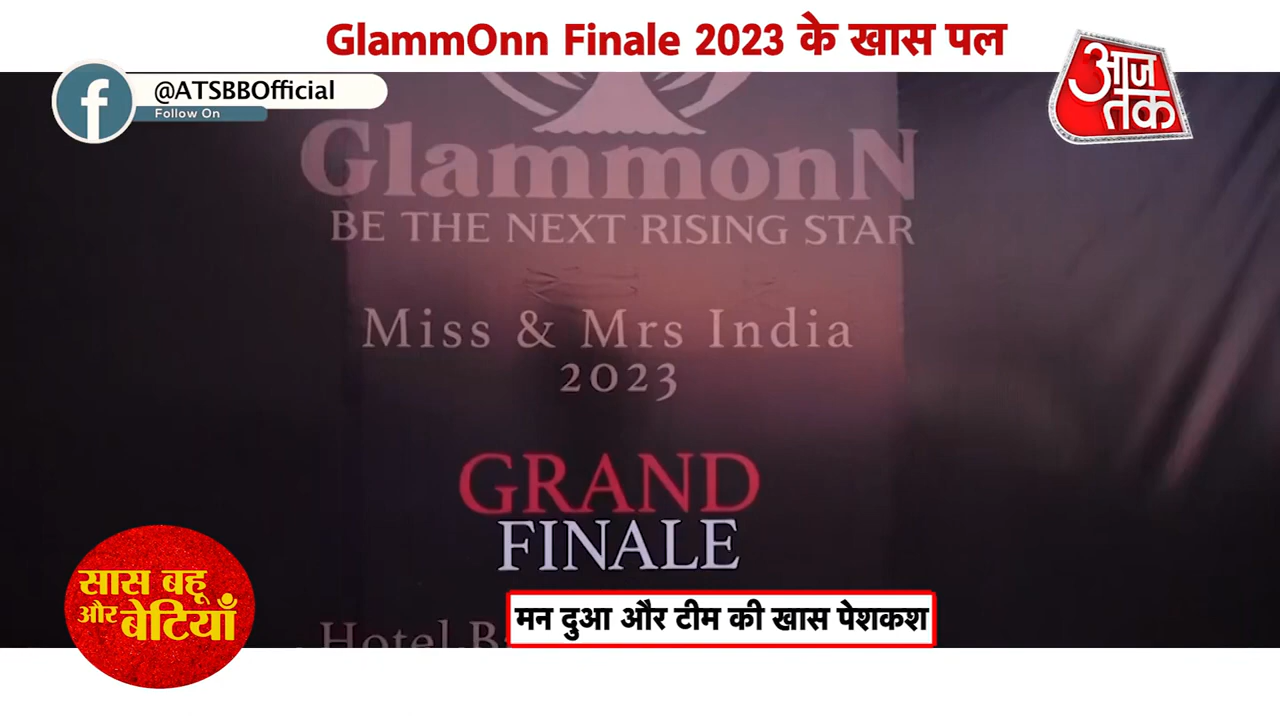 GlammOnn Finale 2023 के खास पल
@ATSBBOfficial
Follow On
आज
तक
GlammonN
BE THE NEXT RISING STAR
Miss & Mrs India
2023
GRAND
FINALE
सास बहू
और बेटियाँ
मन दुआ और टीम की खास पेशकश
Hotel